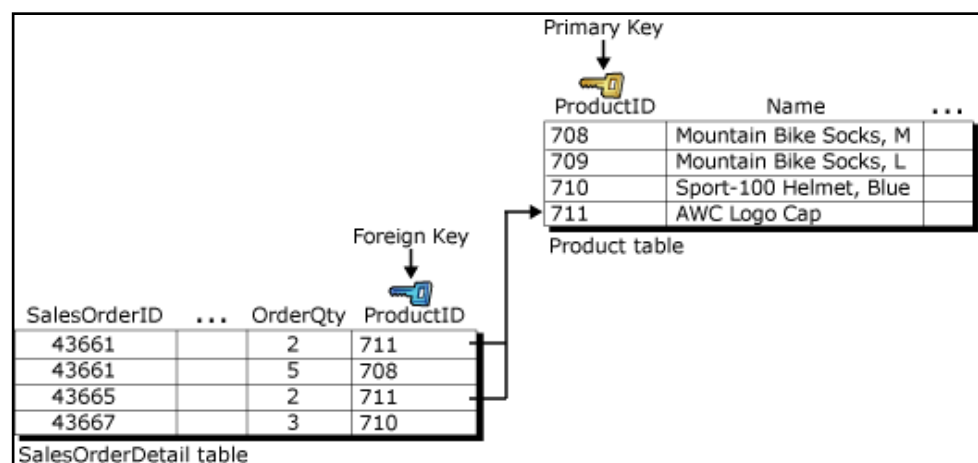 Primary Key
ProductID Name ...
708 Mountain Bike Socks, M
709 Mountain Bike Socks, L
710 Sport-100 Helmet, Blue
711 AWC Logo Cap
Product table
Foreign Key
SalesOrderID ... OrderQty ProductID
43661 2 711
43661 5 708
43665 2 711
43667 3 710
SalesOrderDetail table